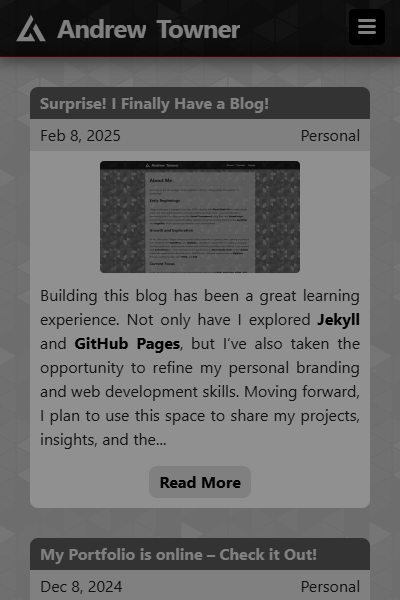 Andrew Towner
Surprise! I Finally Have a Blog!
Feb 8, 2025 Personal
About Me
Building this blog has been a great learning
experience. Not only have I explored Jekyll
and GitHub Pages, but I've also taken the
opportunity to refine my personal branding
and web development skills. Moving forward,
I plan to use this space to share my projects,
insights, and the...
Read More
My Portfolio is online – Check it Out!
Dec 8, 2024 Personal